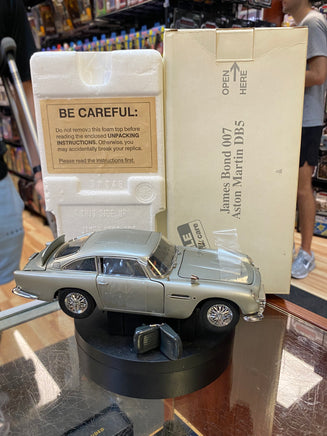 BE CAREFUL:
Do not remove this foam top before
reading the enclosed UNPACKING
INSTRUCTIONS. Otherwise, you
may accidentally break your replica.
Please read the instructions first.
OPEN
HERE
James Bond 007
Aston Martin DB5